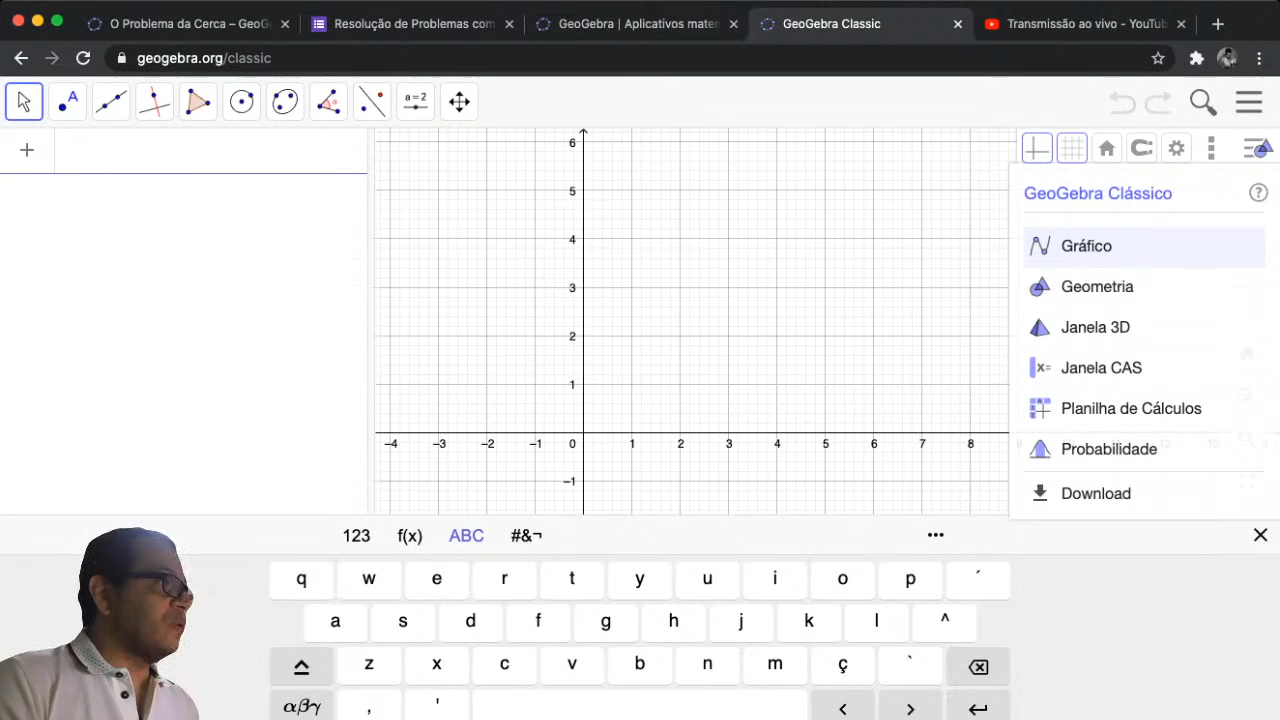 O Problema da Cerca – GeoG
Resolução de Problemas com
GeoGebra | Aplicativos mater
GeoGebra Classic
Transmissão ao vivo - YouTub
geogebra.org/classic
A
a=2
6
5
4
3
2
1
−4 −3 −2 −1 0 1 2 3 4 5 6 7 8
−1
GeoGebra Clássico
?
Gráfico
Geometria
Janela 3D
x= Janela CAS
Planilha de Cálculos
Probabilidade
Download
123 f(x) ABC #&¬ •••
q w e r t y u i o p ´
a s d f g h j k l ^
z x c v b n m ç `
αβγ , '